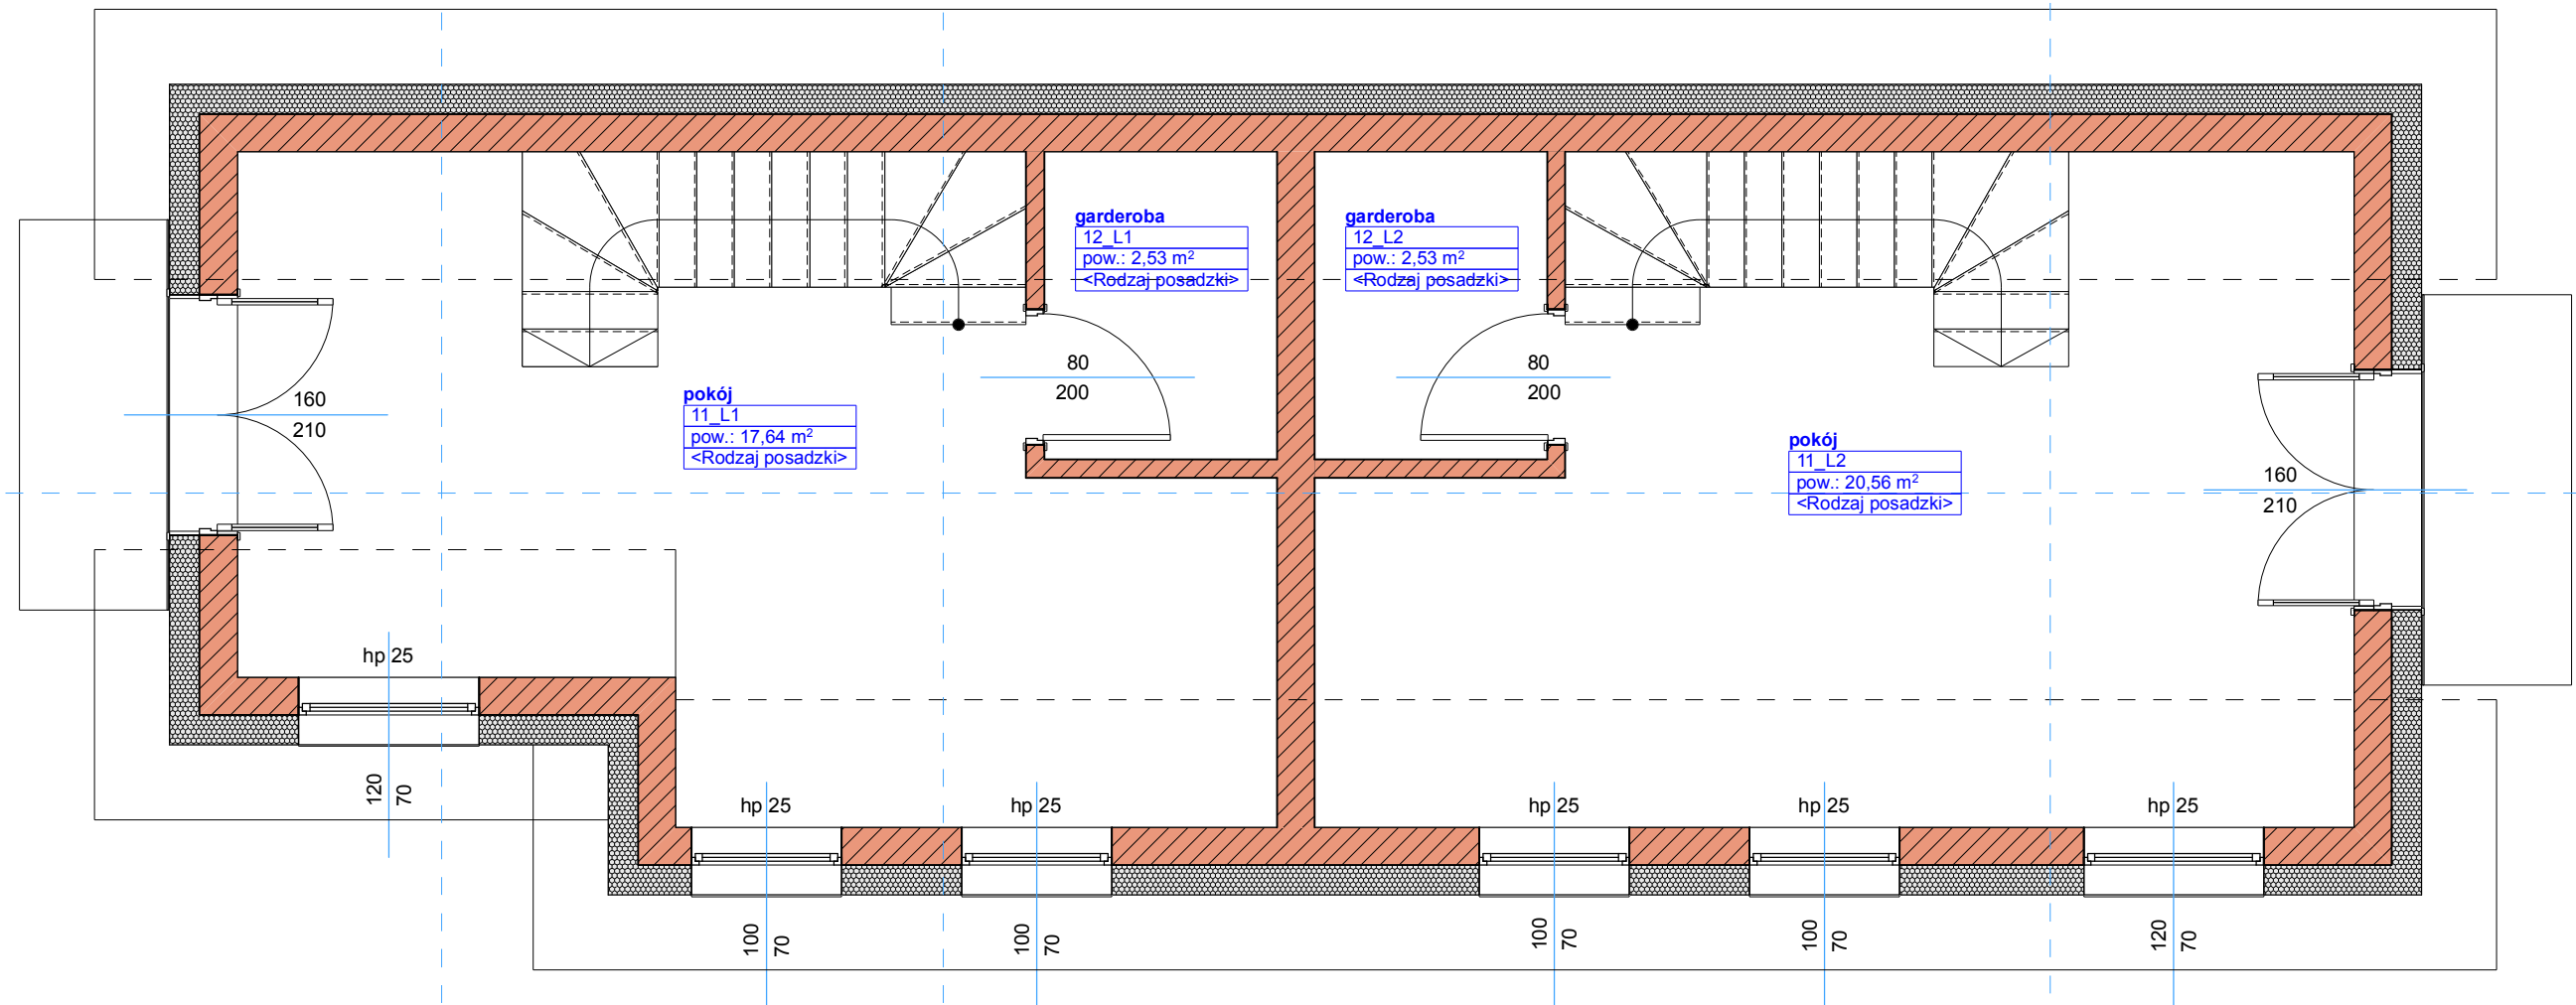 garderoba
12_L1
pow.: 2,53 m²
<Rodzaj posadzki>
garderoba
12_L2
pow.: 2,53 m²
<Rodzaj posadzki>
80
200
80
200
pokój
11_L1
pow.: 17,64 m²
<Rodzaj posadzki>
160
210
pokój
11_L2
pow.: 20,56 m²
<Rodzaj posadzki>
160
210
hp 25
120
70
hp 25
hp 25
hp 25
hp 25
hp 25
100
70
100
70
100
70
100
70
120
70